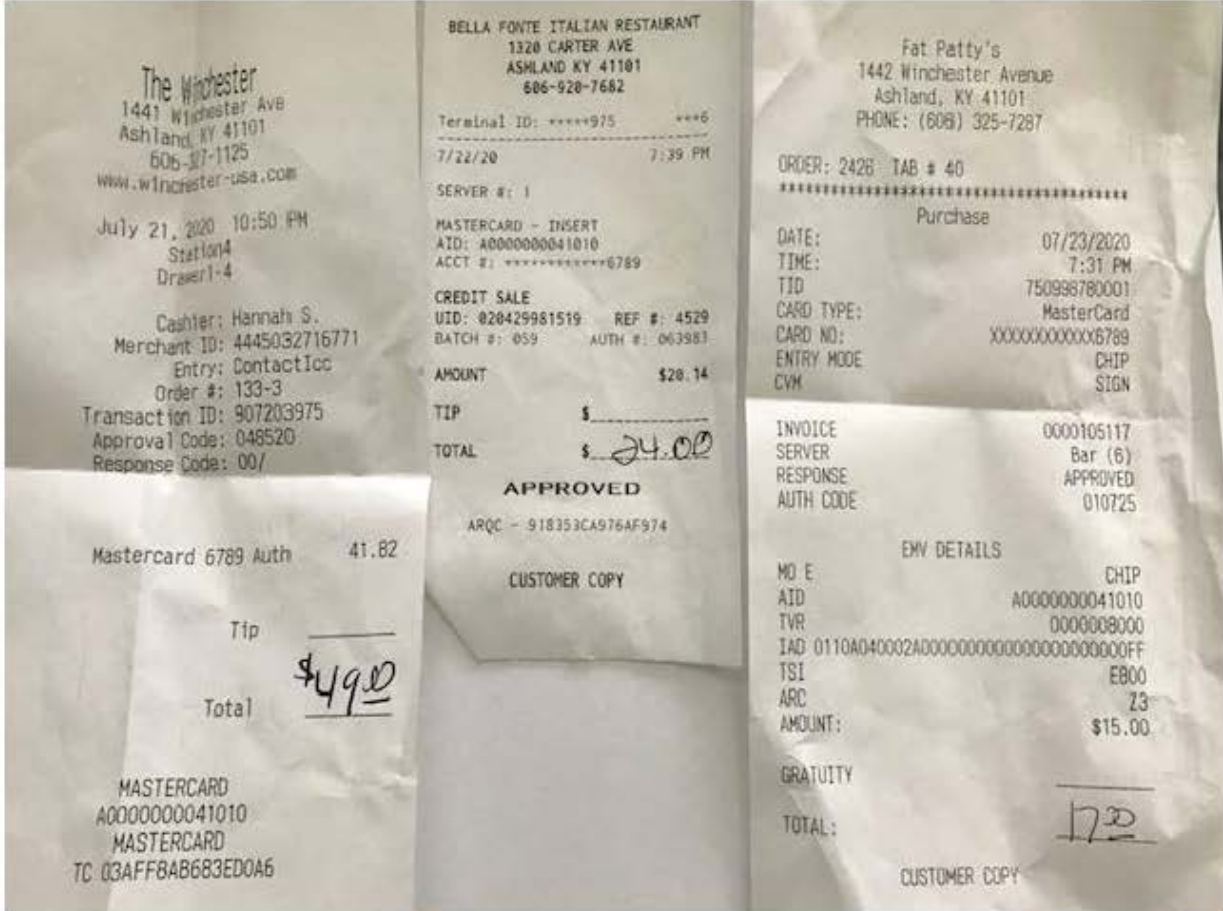 The Winchester
1441 Winchester Ave
Ashland, KY 41101
606-327-1125
www.winchester-usa.com
July 21, 2020 10:50 PM
Station4
Drawer1-4
Cashier: Hannah S.
Merchant ID: 4445032716771
Entry: ContactIcc
Order #: 133-3
Transaction ID: 907203975
Approval Code: 048520
Response Code: 00/
Mastercard 6789 Auth 41.82
Tip
Total $49.00
MASTERCARD
A0000000041010
MASTERCARD
TC 03AFF8AB683ED0A6
BELLA FONTE ITALIAN RESTAURANT
1320 CARTER AVE
ASHLAND KY 41101
606-920-7682
Terminal ID: *****975 ***6
7/22/20 7:39 PM
SERVER #: 1
MASTERCARD - INSERT
AID: A0000000041010
ACCT #: ************6789
CREDIT SALE
UID: 020429981519 REF #: 4529
BATCH #: 059 AUTH #: 063983
AMOUNT $20.14
TIP $
TOTAL $ 24.00
APPROVED
ARQC - 918353CA976AF974
CUSTOMER COPY
Fat Patty's
1442 Winchester Avenue
Ashland, KY 41101
PHONE: (606) 325-7287
ORDER: 2426 TAB # 40
****************************************
Purchase
DATE: 07/23/2020
TIME: 7:31 PM
TID 750998780001
CARD TYPE: MasterCard
CARD NO: XXXXXXXXXXXX6789
ENTRY MODE CHIP
CVM SIGN
INVOICE 0000105117
SERVER Bar (6)
RESPONSE APPROVED
AUTH CODE 010725
EMV DETAILS
MO E CHIP
AID A0000000041010
TVR 0000008000
IAD 0110A040002A00000000000000000000000000FF
TSI E800
ARC Z3
AMOUNT: $15.00
GRATUITY
TOTAL: 17.00
CUSTOMER COPY